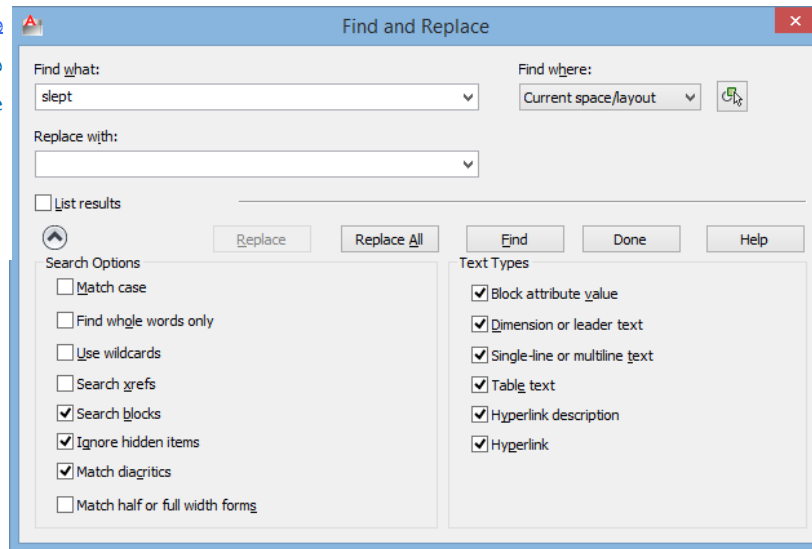 Find and Replace
Find what:
Find where:
slept
Current space/layout
Replace with:
List results
Replace
Replace All
Find
Done
Help
Search Options
Text Types
Match case
Find whole words only
Use wildcards
Search xrefs
Search blocks
Ignore hidden items
Match diacritics
Match half or full width forms
Block attribute value
Dimension or leader text
Single-line or multiline text
Table text
Hyperlink description
Hyperlink